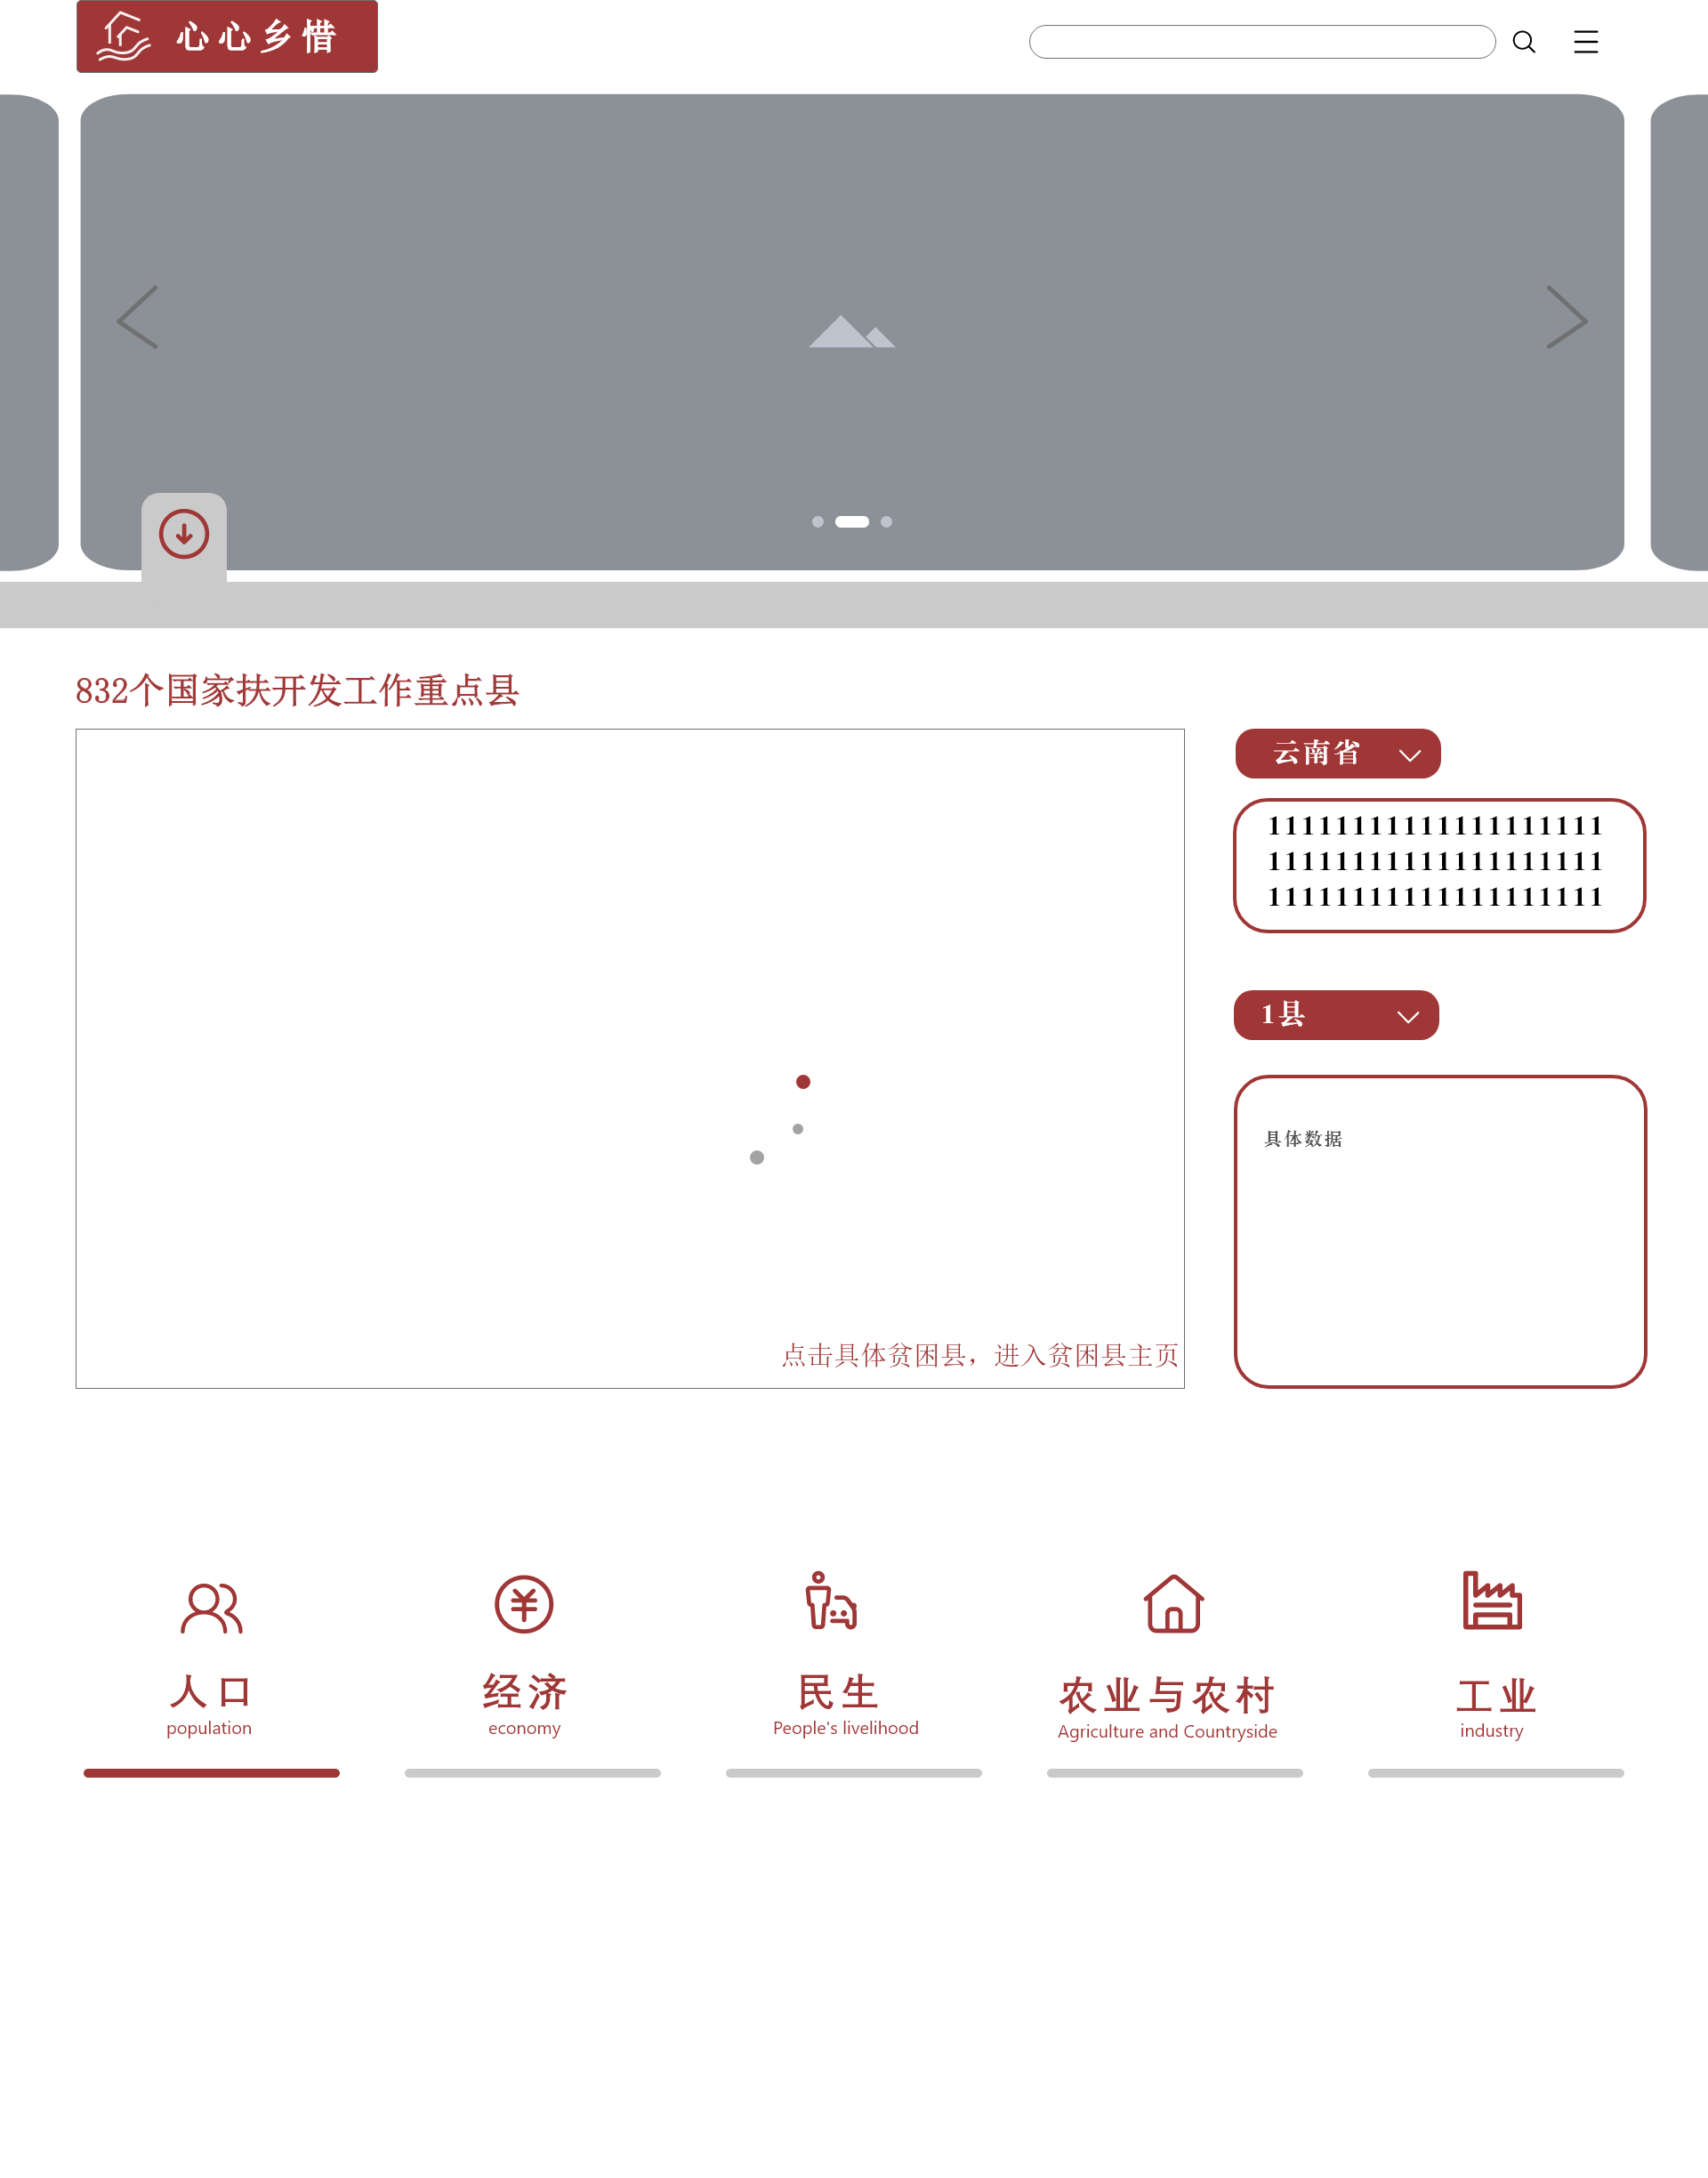 心心乡惜
832个国家扶开发工作重点县
云南省
11111111111111111111
11111111111111111111
11111111111111111111
1县
具体数据
点击具体贫困县，进入贫困县主页
人口
population
经济
economy
民生
People's livelihood
农业与农村
Agriculture and Countryside
工业
industry